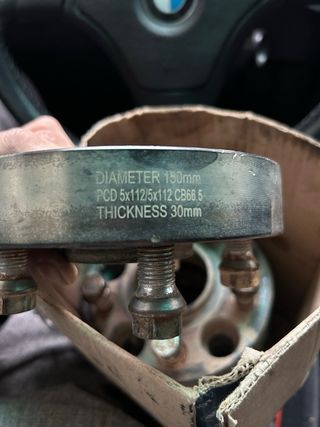 DIAMETER 150mm
PCD 5x112/5x112 CB66.5
THICKNESS 30mm